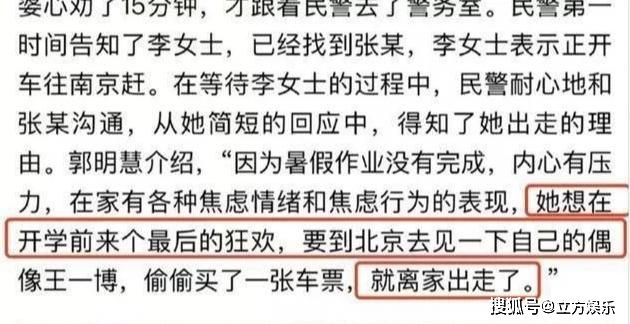 婆心劝了15分钟，才跟着民警去了警务室。民警第一
时间告知了李女士，已经找到张某，李女士表示正开
车往南京赶。在等待李女士的过程中，民警耐心地和
张某沟通，从她简短的回应中，得知了她出走的理
由。郭明慧介绍，“因为暑假作业没有完成，内心有压
力，在家有各种焦虑情绪和焦虑行为的表现，她想在
开学前来个最后的狂欢，要到北京去见一下自己的偶
像王一博，偷偷买了一张车票，就离家出走了。”
搜狐号@立方娱乐